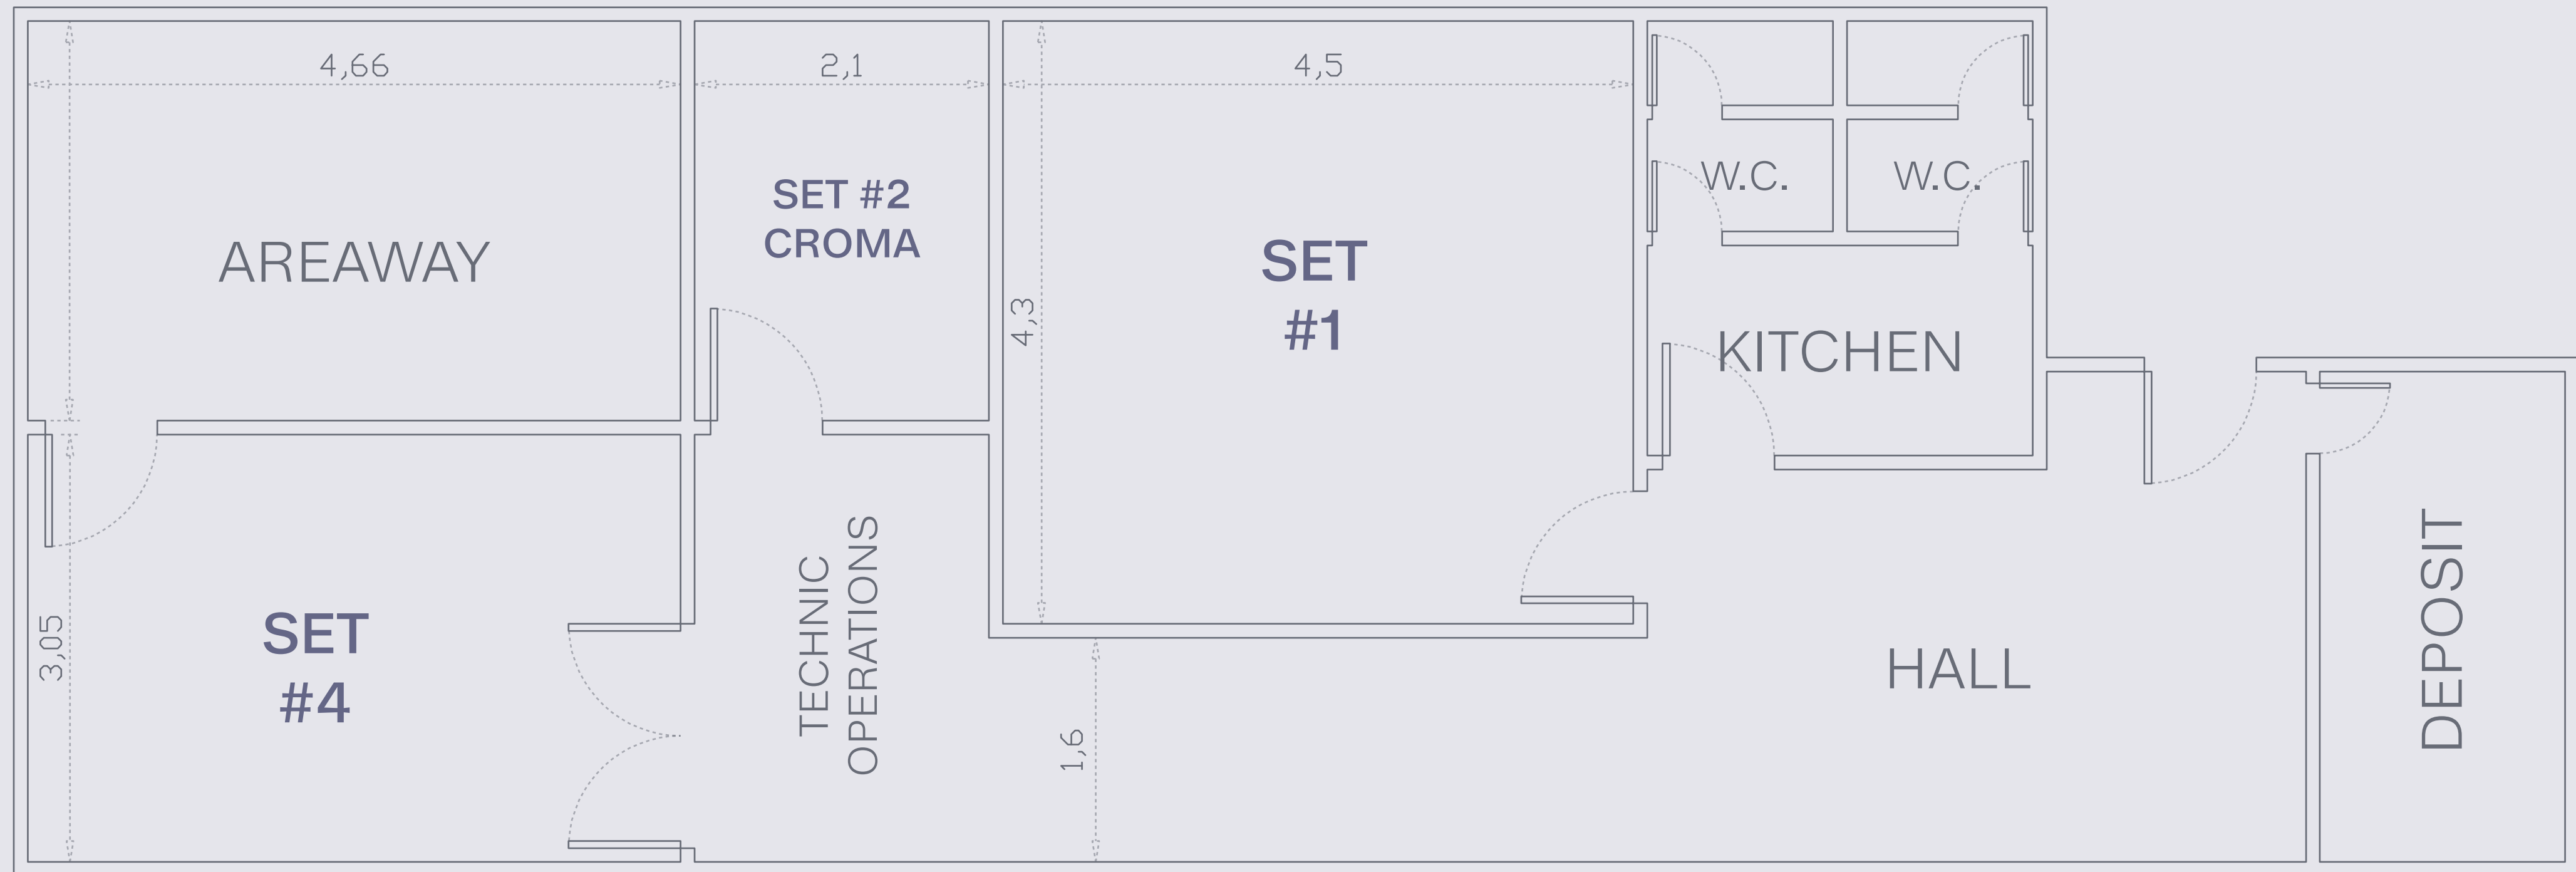 4,66
2,1
4,5
AREAWAY
SET #2
CROMA
SET
#1
4,3
W.C.
W.C.
KITCHEN
SET
#4
3,05
TECHNIC
OPERATIONS
1,6
HALL
DEPOSIT